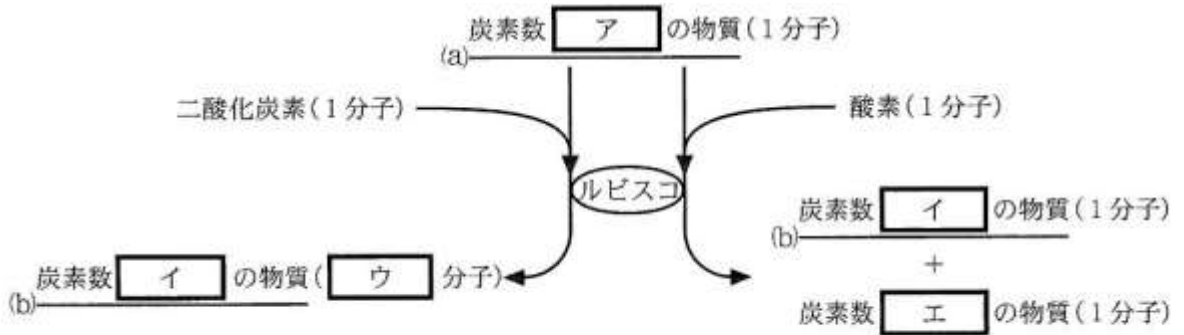 炭素数 ア の物質(1分子)
(a)
二酸化炭素(1分子)
酸素(1分子)
ルビスコ
炭素数 イ の物質(1分子)
(b)
+
炭素数 イ の物質( ウ 分子)
(b)
炭素数 エ の物質(1分子)